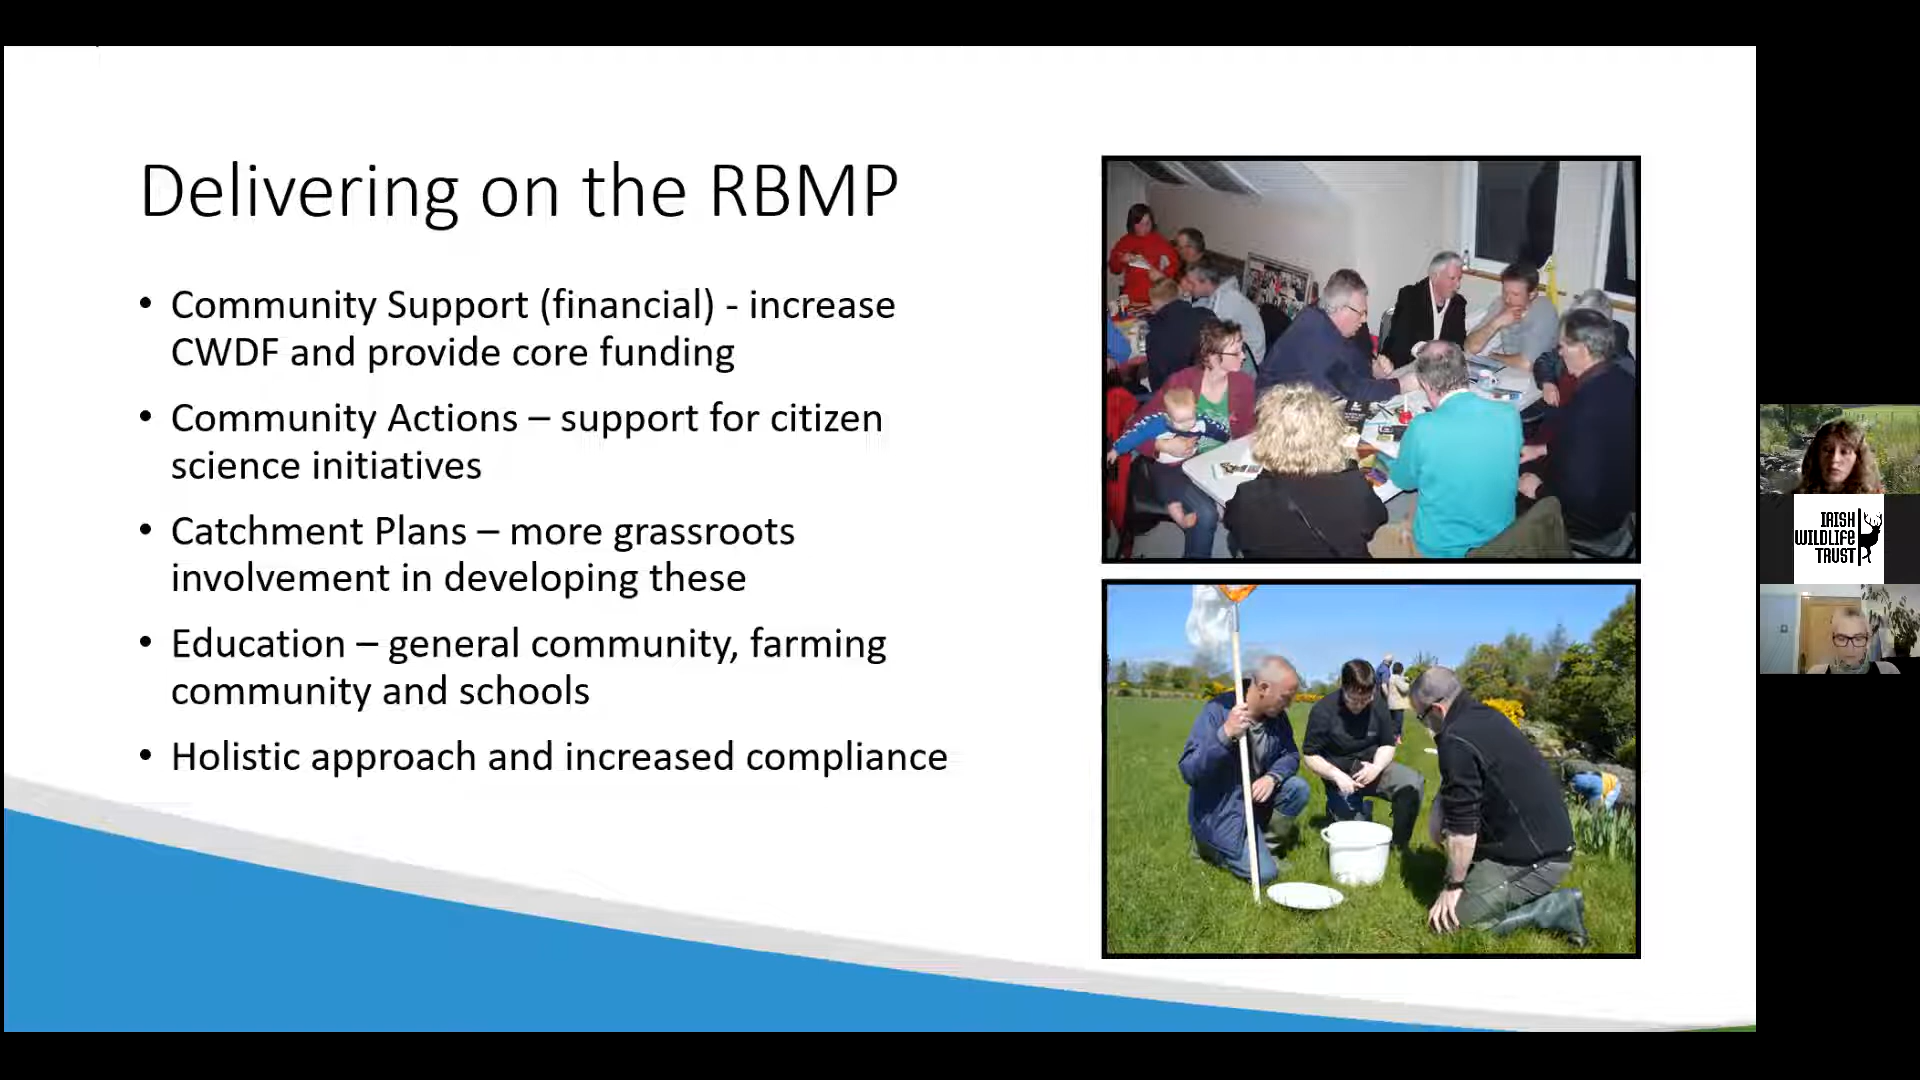 Delivering on the RBMP
• Community Support (financial) - increase
CWDF and provide core funding
• Community Actions – support for citizen
science initiatives
• Catchment Plans – more grassroots
involvement in developing these
• Education – general community, farming
community and schools
• Holistic approach and increased compliance
IRISH
WILDLIFE
TRUST